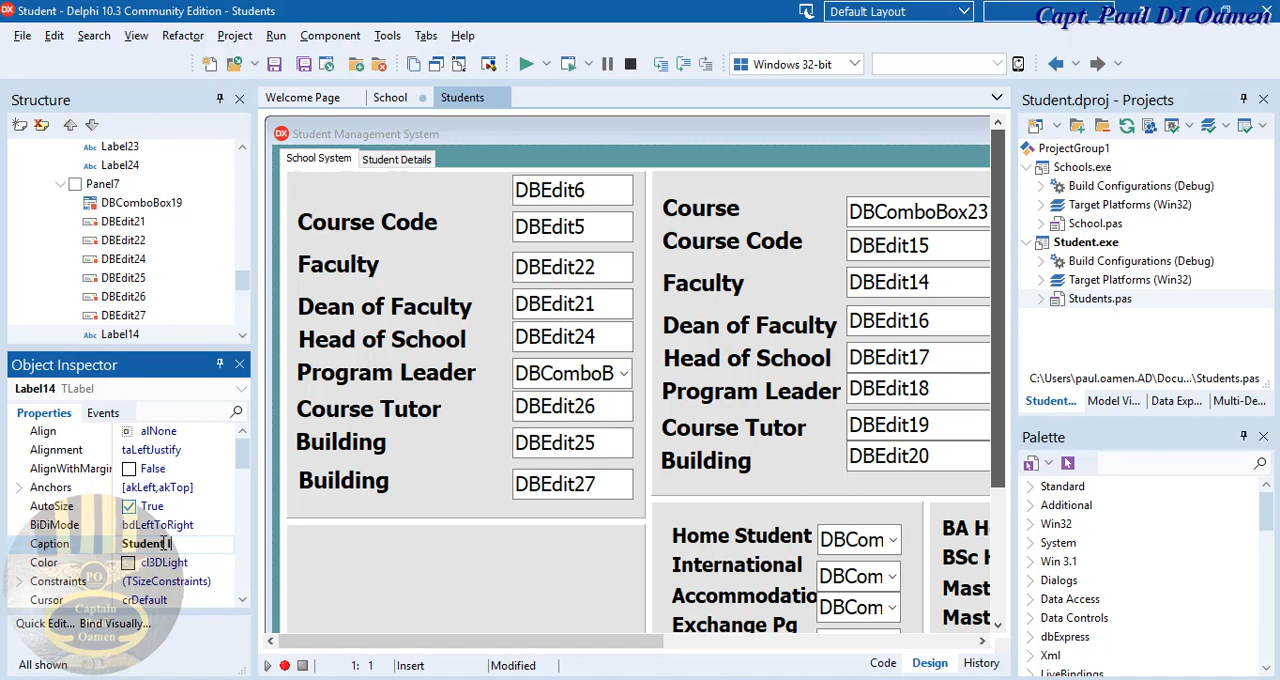 Student - Delphi 10.3 Community Edition - Students
Default Layout
Capt. Paul DJ Oamen
File Edit Search View Refactor Project Run Component Tools Tabs Help
Windows 32-bit
Structure
Label23
Label24
Panel7
DBComboBox19
DBEdit21
DBEdit22
DBEdit24
DBEdit25
DBEdit26
DBEdit27
Label14
Object Inspector
Label14 TLabel
Properties Events
Align alNone
Alignment taLeftJustify
AlignWithMargin False
Anchors [akLeft,akTop]
AutoSize True
BiDiMode bdLeftToRight
Caption Student I
Color cl3DLight
Constraints (TSizeConstraints)
Cursor crDefault
Quick Edit... Bind Visually...
All shown
PO
Captain
Oamen
Welcome Page School Students
Student Management System
School System Student Details
DBEdit6
Course Code DBEdit5
Faculty DBEdit22
Dean of Faculty DBEdit21
Head of School DBEdit24
Program Leader DBComboB
Course Tutor DBEdit26
Building DBEdit25
Building DBEdit27
Course DBComboBox23
Course Code DBEdit15
Faculty DBEdit14
Dean of Faculty DBEdit16
Head of School DBEdit17
Program Leader DBEdit18
Course Tutor DBEdit19
Building DBEdit20
Home Student DBCom
International DBCom
Accommodatio DBCom
Exchange Pg
BA H
BSc H
Mast
Mast
1: 1 Insert Modified
Code Design History
Student.dproj - Projects
ProjectGroup1
Schools.exe
Build Configurations (Debug)
Target Platforms (Win32)
School.pas
Student.exe
Build Configurations (Debug)
Target Platforms (Win32)
Students.pas
C:\Users\paul.oamen.AD\Docu...\Students.pas
Student... Model Vi... Data Exp... Multi-De...
Palette
Standard
Additional
Win32
System
Win 3.1
Dialogs
Data Access
Data Controls
dbExpress
Xml
LiveBindings